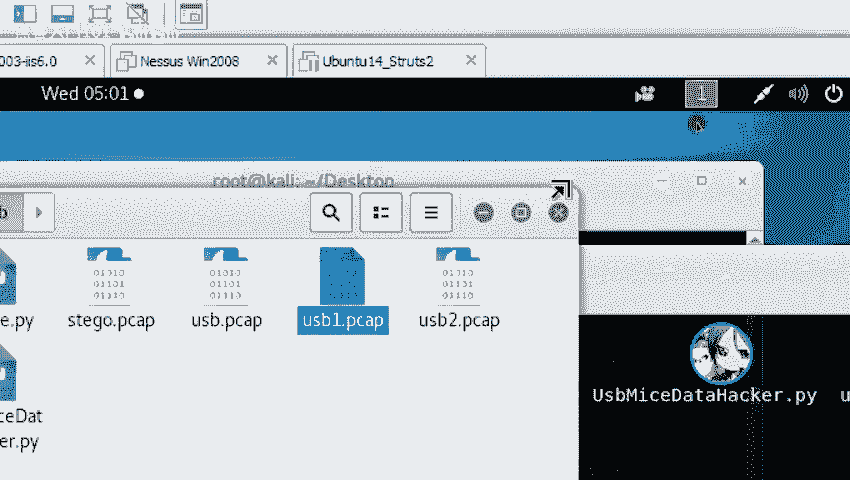 003-iis6.0
Nessus Win2008
Ubuntu14_Struts2
Wed 05:01
1
root@kali: ~/Desktop
b
e.py
stego.pcap
usb.pcap
usb1.pcap
usb2.pcap
ceDat
er.py
UsbMiceDataHacker.py
u